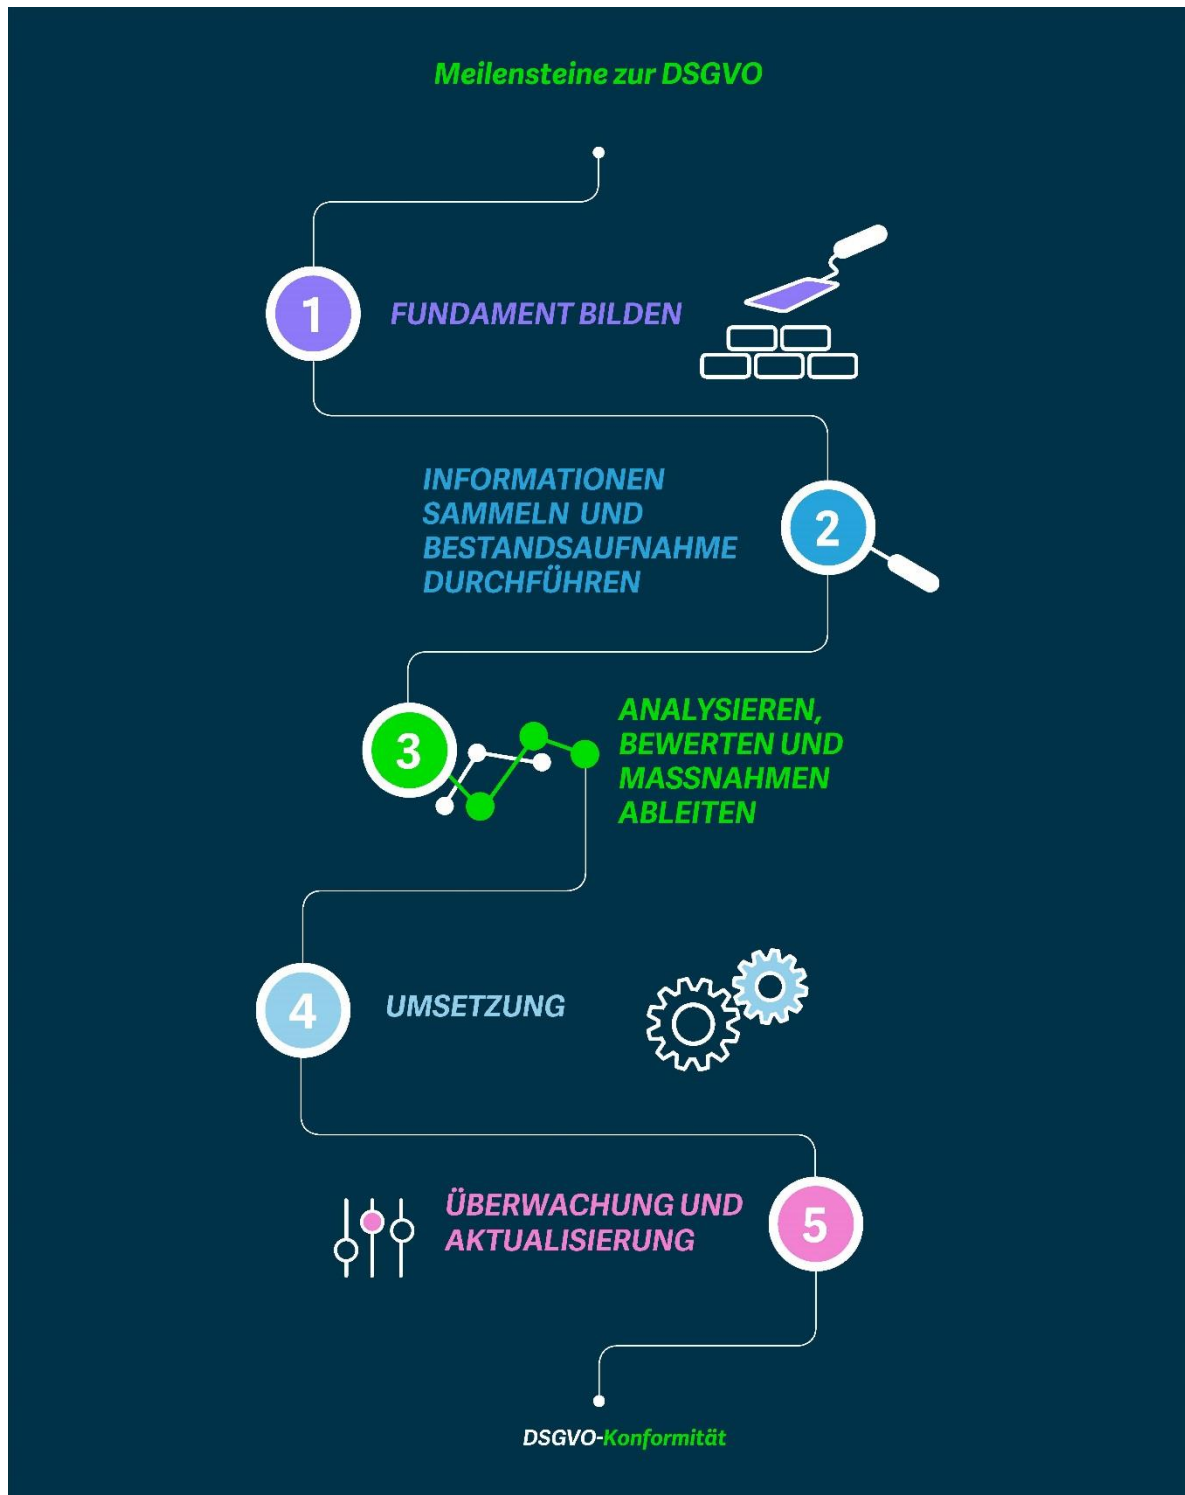 Meilensteine zur DSGVO
1
FUNDAMENT BILDEN
INFORMATIONEN
SAMMELN UND
BESTANDSAUFNAHME
DURCHFÜHREN
2
3
ANALYSIEREN,
BEWERTEN UND
MASSNAHMEN
ABLEITEN
4
UMSETZUNG
ÜBERWACHUNG UND
AKTUALISIERUNG
5
DSGVO-Konformität